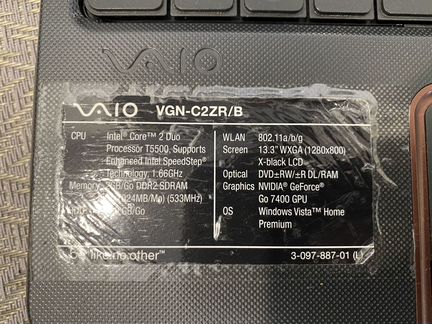 VAIO
VAIO VGN-C2ZR/B
CPU Intel® Core™ 2 Duo
Processor T5500, Supports
Enhanced Intel SpeedStep®
Technology, 1.66GHz
Memory 2GB/Go DDR2 SDRAM
(1024MB/Mo) (533MHz)
GB/Go
WLAN 802.11a/b/g
Screen 13.3" WXGA (1280x800)
X-black LCD
Optical DVD±RW/±R DL/RAM
Graphics NVIDIA® GeForce®
Go 7400 GPU
OS Windows Vista™ Home
Premium
like.no.other™
3-097-887-01 (L)